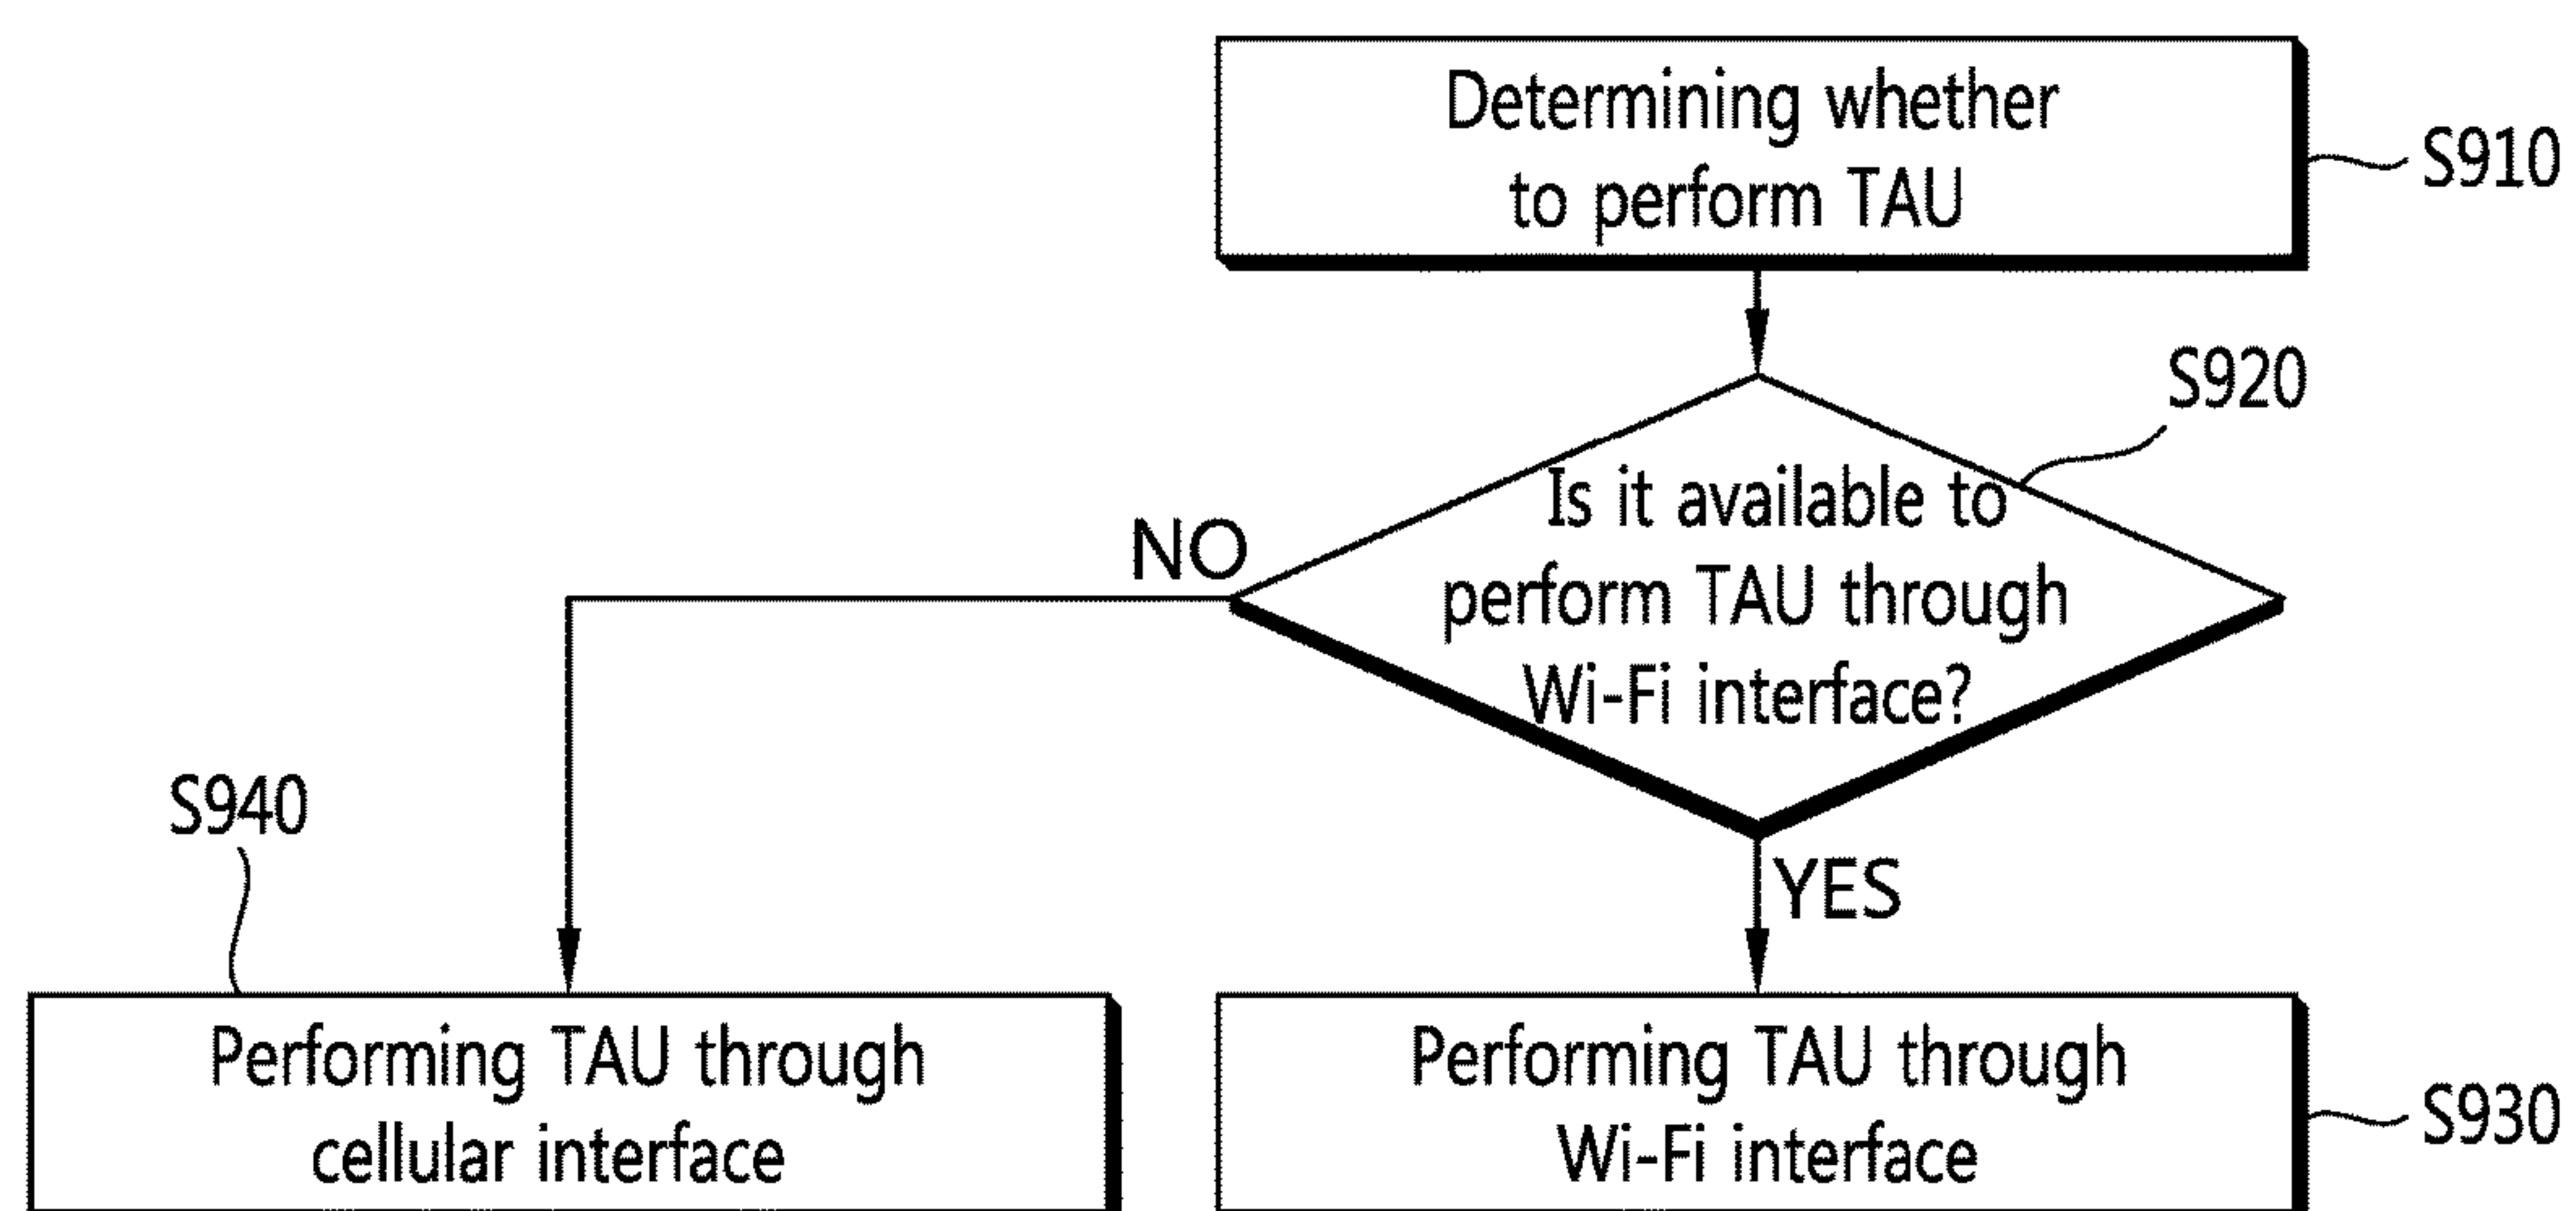 Determining whether
to perform TAU
S910
S920
Is it available to
perform TAU through
Wi-Fi interface?
NO
YES
S940
Performing TAU through
cellular interface
Performing TAU through
Wi-Fi interface
S930